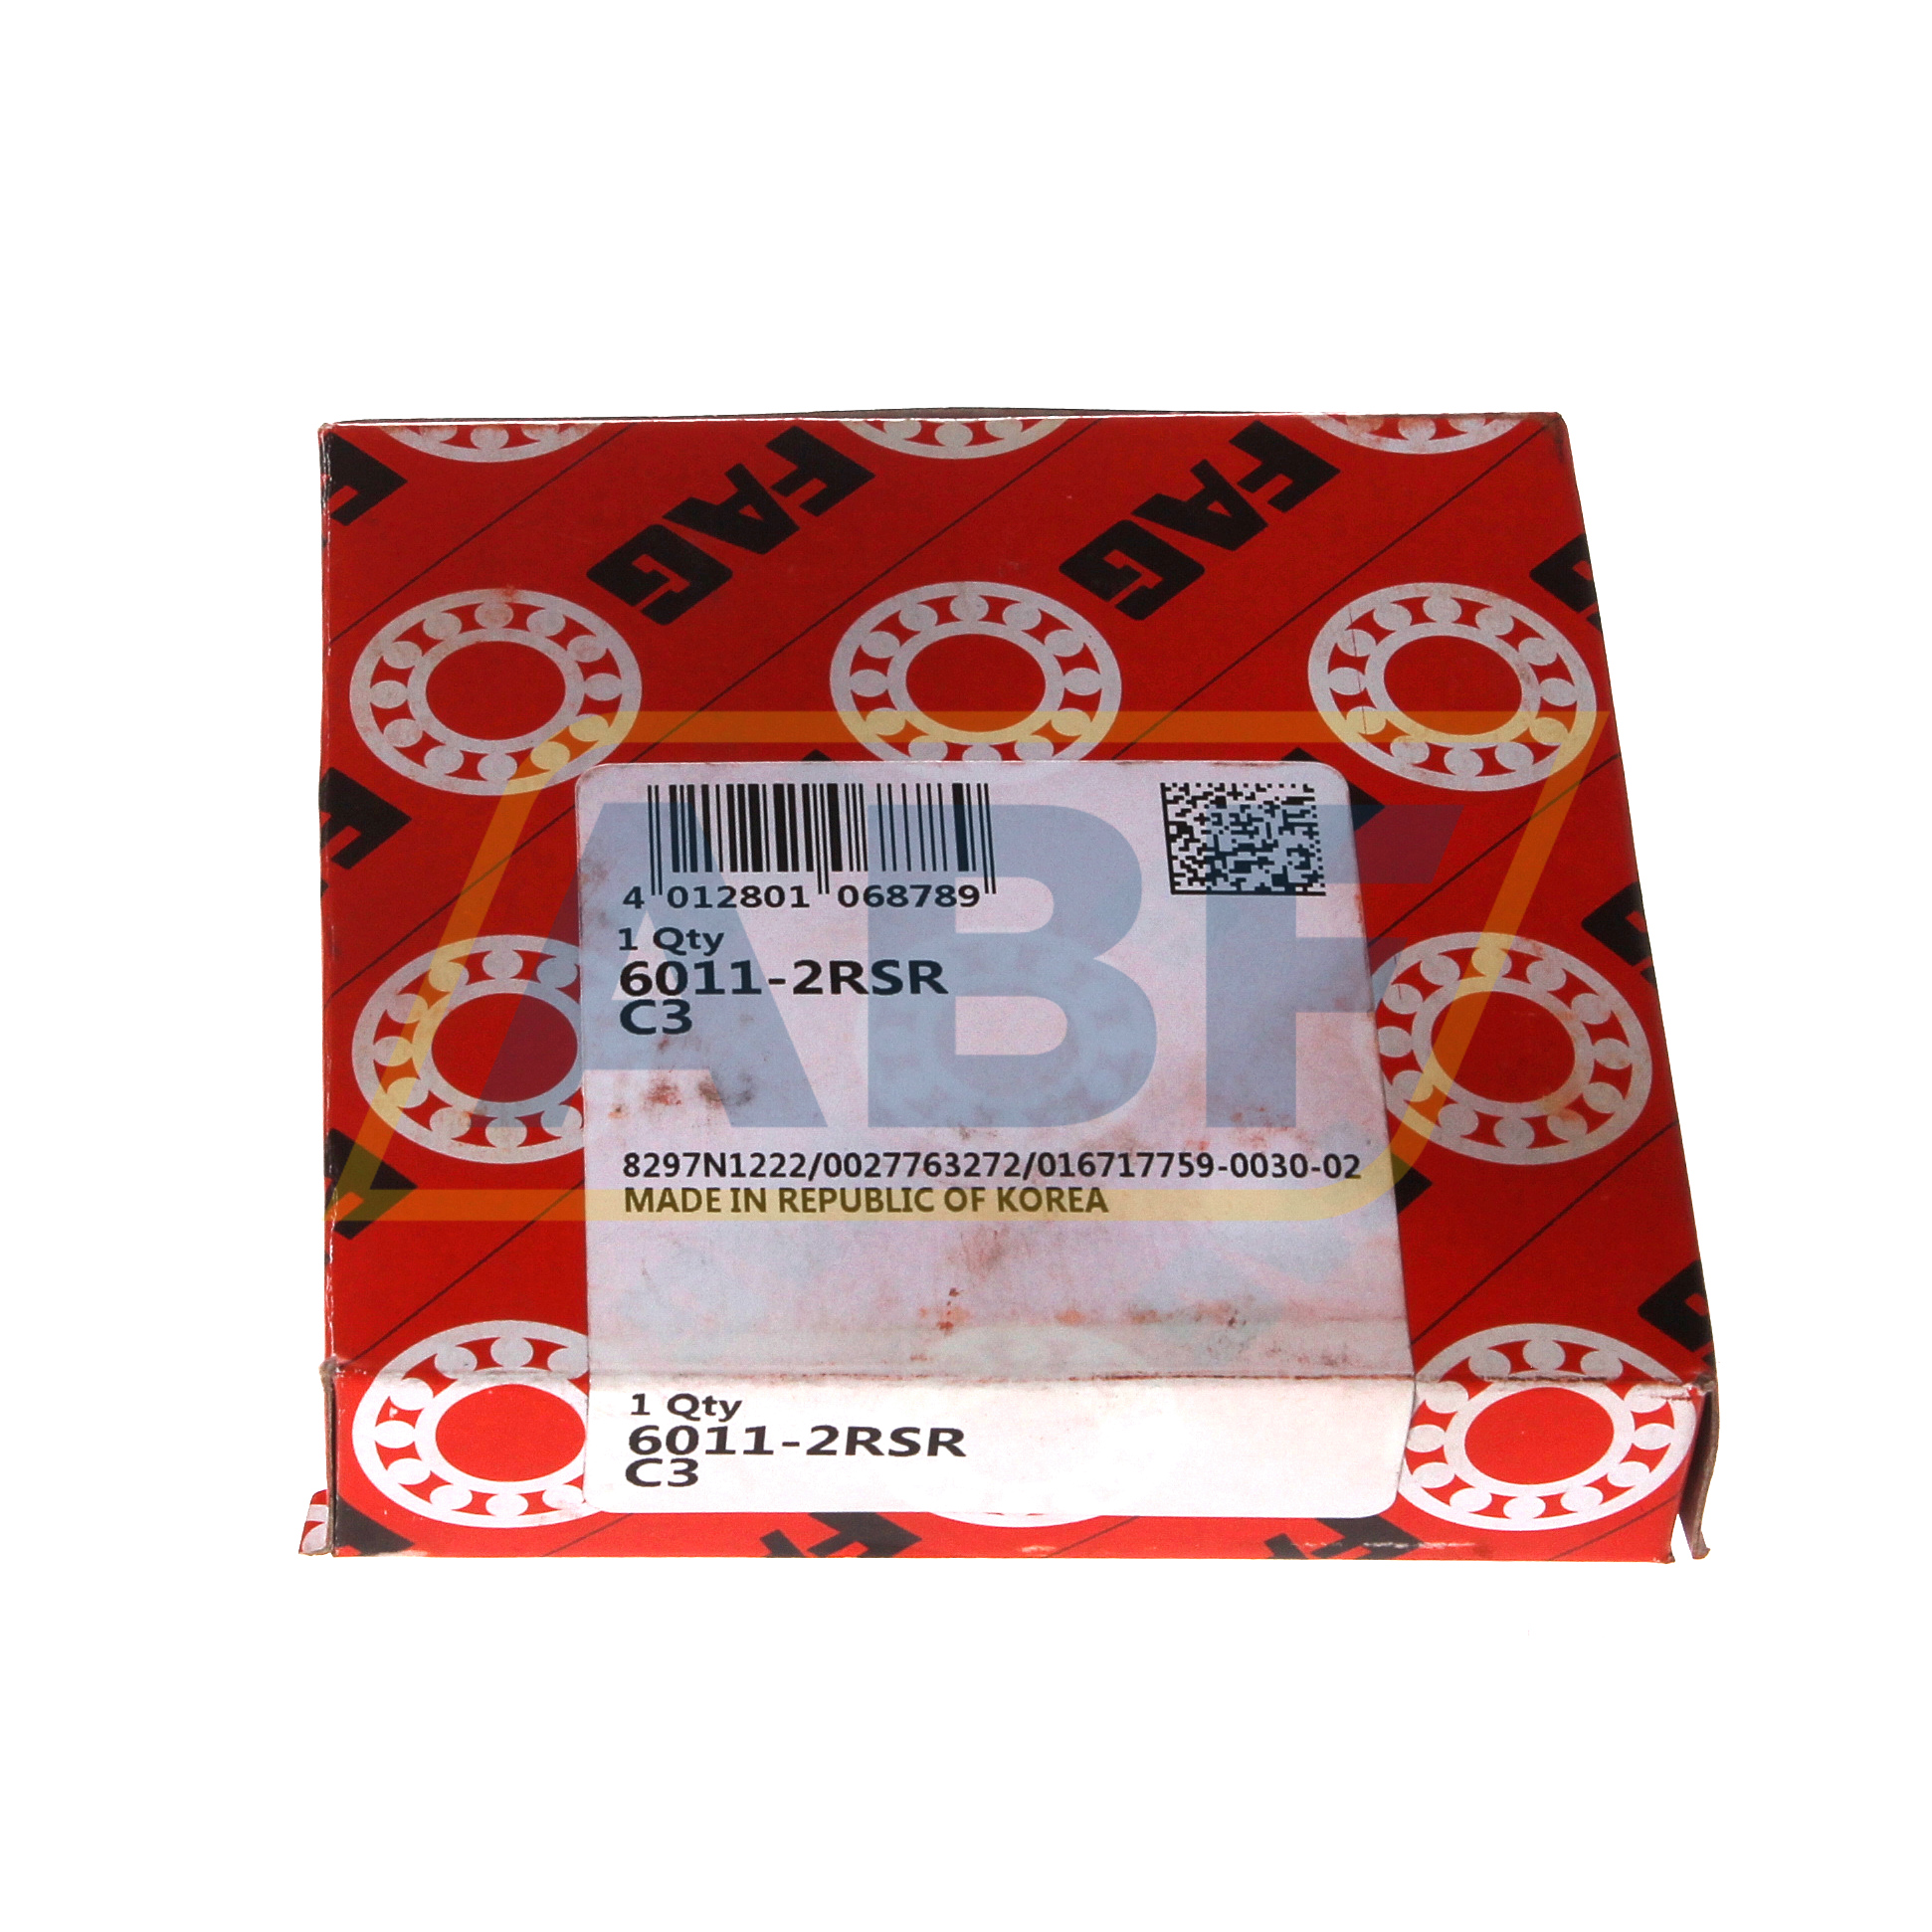 FAG FAG
4 012801 068789
1 Qty
6011-2RSR
C3
ABF
8297N1222/0027763272/016717759-0030-02
MADE IN REPUBLIC OF KOREA
1 Qty
6011-2RSR
C3